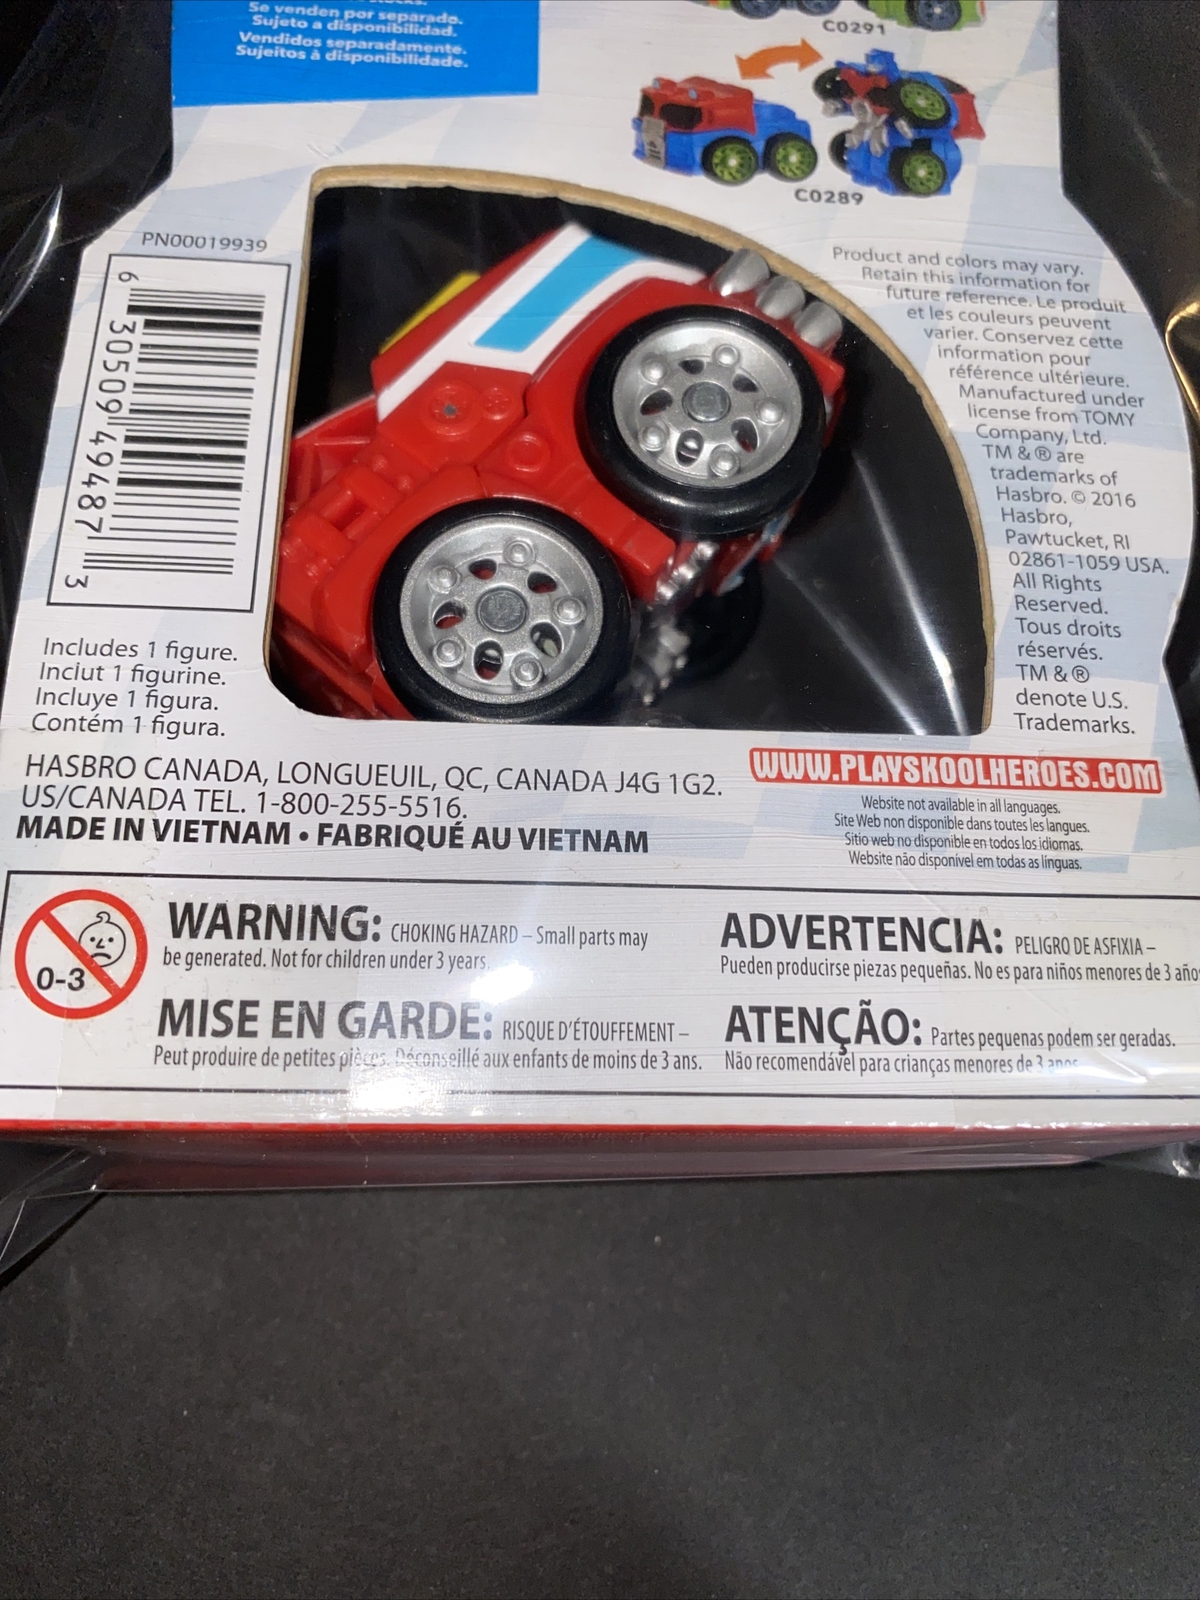 Se venden por separado.
Sujeto a disponibilidad.
Vendidos separadamente.
Sujeitos à disponibilidade.
C0291
C0289
PN00019939
6 30509 49487 3
Product and colors may vary.
Retain this information for
future reference. Le produit
et les couleurs peuvent
varier. Conservez cette
information pour
référence ultérieure.
Manufactured under
license from TOMY
Company, Ltd.
TM & ® are
trademarks of
Hasbro. © 2016
Hasbro,
Pawtucket, RI
02861-1059 USA.
All Rights
Reserved.
Tous droits
réservés.
TM & ®
denote U.S.
Trademarks.
Includes 1 figure.
Inclut 1 figurine.
Incluye 1 figura.
Contém 1 figura.
HASBRO CANADA, LONGUEUIL, QC, CANADA J4G 1G2.
US/CANADA TEL. 1-800-255-5516.
MADE IN VIETNAM • FABRIQUÉ AU VIETNAM
WWW.PLAYSKOOLHEROES.COM
Website not available in all languages.
Site Web non disponible dans toutes les langues.
Sitio web no disponible en todos los idiomas.
Website não disponível em todas as línguas.
0-3
WARNING: CHOKING HAZARD – Small parts may
be generated. Not for children under 3 years.
MISE EN GARDE: RISQUE D'ÉTOUFFEMENT –
Peut produire de petites pièces. Déconseillé aux enfants de moins de 3 ans.
ADVERTENCIA: PELIGRO DE ASFIXIA –
Pueden producirse piezas pequeñas. No es para niños menores de 3 año
ATENÇÃO: Partes pequenas podem ser geradas.
Não recomendável para crianças menores de 3 anos.